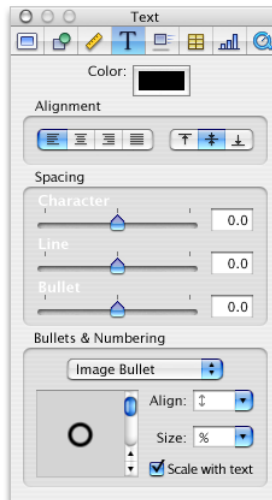 Text
T
Color:
Alignment
Spacing
Character
0.0
Line
0.0
Bullet
0.0
Bullets & Numbering
Image Bullet
Align:
Size: %
Scale with text